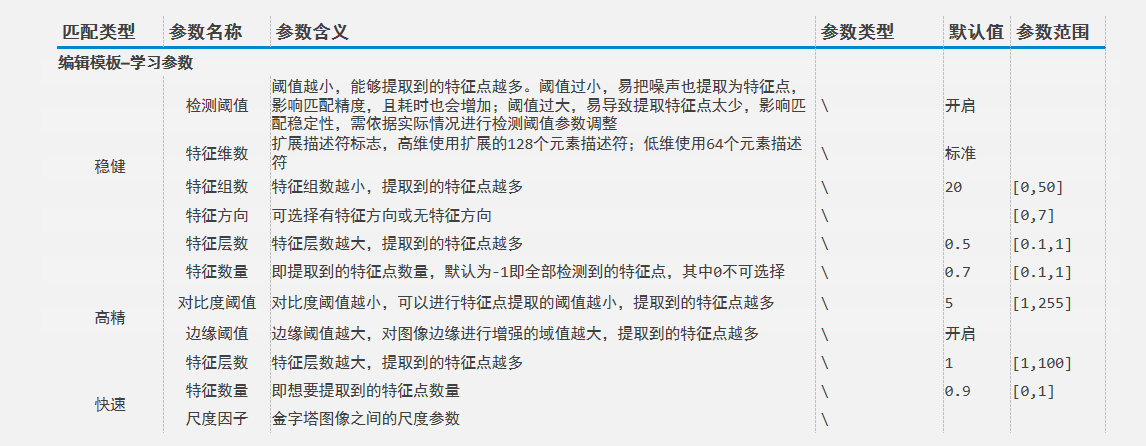 匹配类型 参数名称 参数含义 参数类型 默认值 参数范围
编辑模板—学习参数
稳健 检测阈值 阈值越小，能够提取到的特征点越多。阈值过小，易把噪声也提取为特征点，
影响匹配精度，且耗时也会增加；阈值过大，易导致提取特征点太少，影响匹
配稳定性，需依据实际情况进行检测阈值参数调整 \ 开启
特征维数 扩展描述符标志，高维使用扩展的128个元素描述符；低维使用64个元素描述
符 \ 标准
特征组数 特征组数越小，提取到的特征点越多 \ 20 [0,50]
特征方向 可选择有特征方向或无特征方向 \ [0,7]
特征层数 特征层数越大，提取到的特征点越多 \ 0.5 [0.1,1]
高精 特征数量 即提取到的特征点数量，默认为-1即全部检测到的特征点，其中0不可选择 \ 0.7 [0.1,1]
对比度阈值 对比度阈值越小，可以进行特征点提取的阈值越小，提取到的特征点越多 \ 5 [1,255]
边缘阈值 边缘阈值越大，对图像边缘进行增强的域值越大，提取到的特征点越多 \ 开启
特征层数 特征层数越大，提取到的特征点越多 \ 1 [1,100]
快速 特征数量 即想要提取到的特征点数量 \ 0.9 [0,1]
尺度因子 金字塔图像之间的尺度参数 \